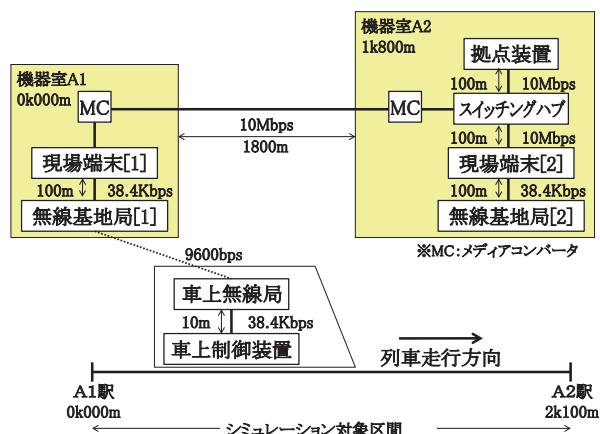 機器室A1
0k000m
MC
現場端末[1]
100m 38.4Kbps
無線基地局[1]
10Mbps
1800m
機器室A2
1k800m
拠点装置
100m 10Mbps
MC
スイッチングハブ
100m 10Mbps
現場端末[2]
100m 38.4Kbps
無線基地局[2]
※MC:メディアコンバータ
9600bps
車上無線局
10m 38.4Kbps
車上制御装置
列車走行方向
A1駅
0k000m
A2駅
2k100m
シミュレーション対象区間